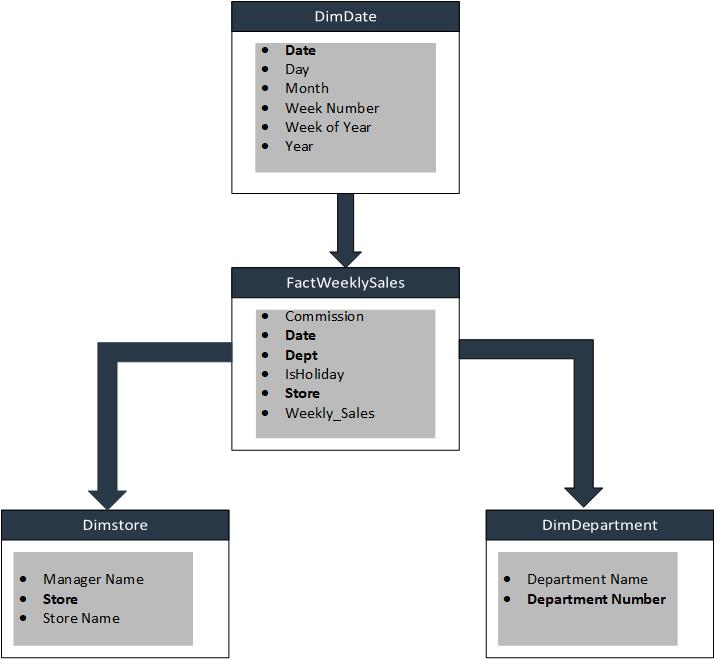 DimDate
Date
Day
Month
Week Number
Week of Year
Year
FactWeeklySales
Commission
Date
Dept
IsHoliday
Store
Weekly_Sales
Dimstore
Manager Name
Store
Store Name
DimDepartment
Department Name
Department Number